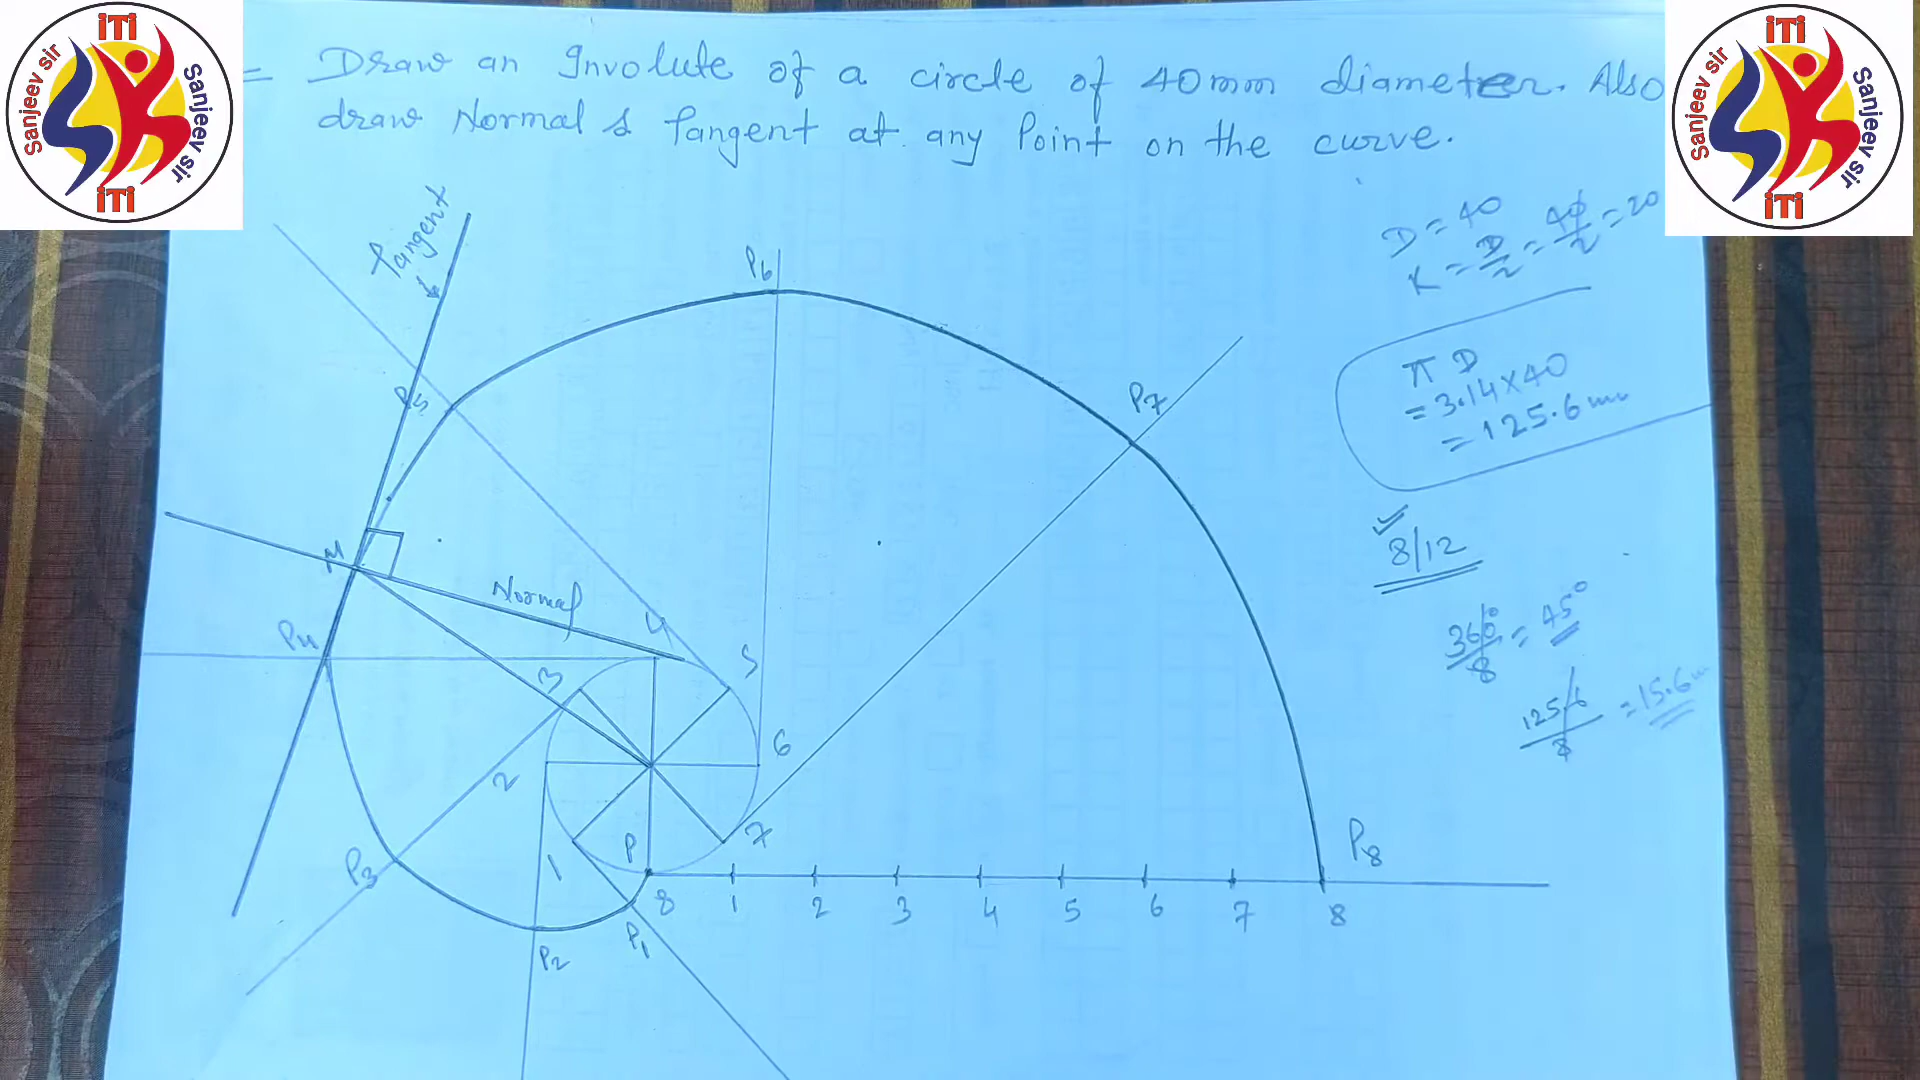 iTi
Sanjeev sir
Sanjeev sir
iTi
iTi
Sanjeev sir
Sanjeev sir
iTi
= Draw an Involute of a circle of 40mm diameter. Also
draw Normal & Tangent at any Point on the curve.
D = 40
= D/2 = 40/2 = 20
π D
= 3.14×40
= 125.6 mm
8/12
360°/8 = 45°
125.6/8 = 15.6
Tangent
P6
P5
P7
M
Normal
P4
4
5
3
6
2
7
1
P
P3
P8
8 1 2 3 4 5 6 7 8
P1
P2